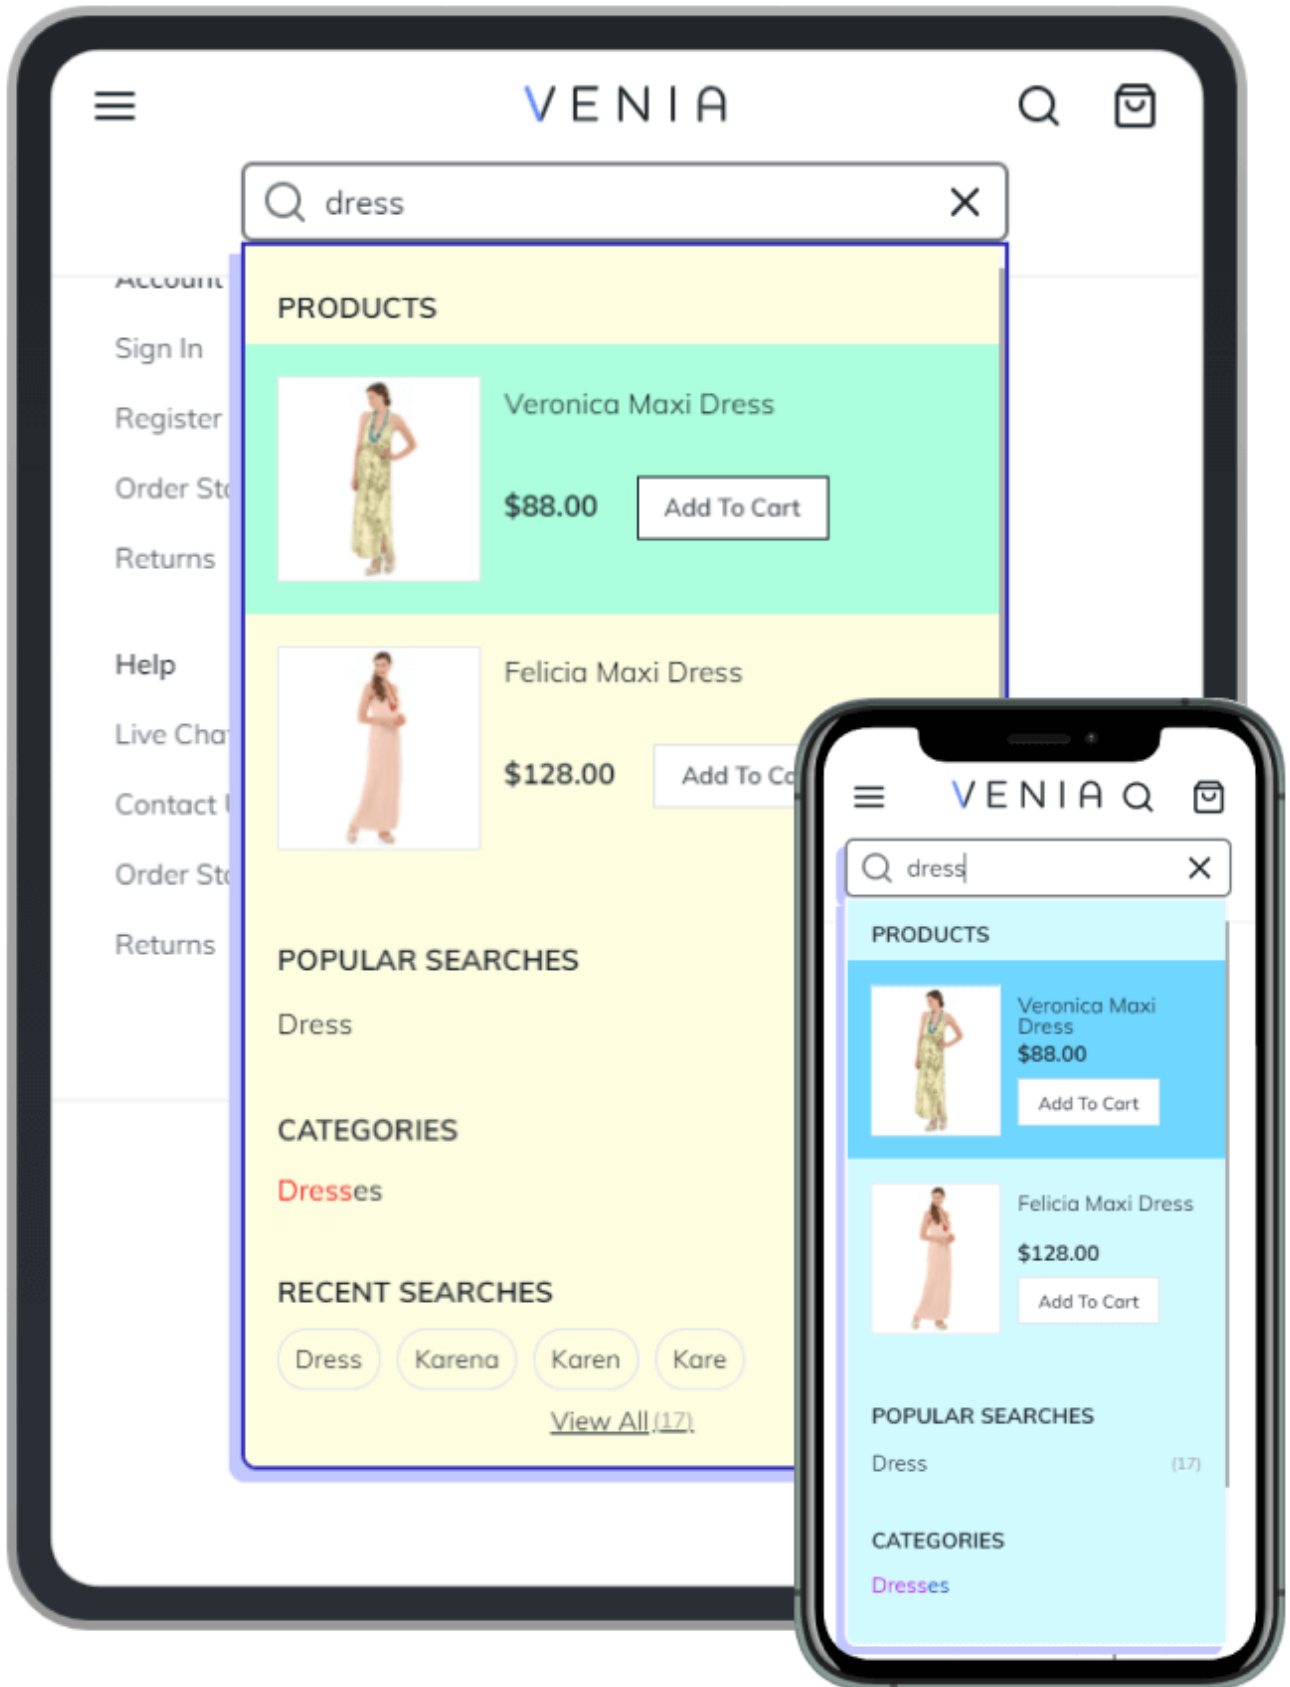 VENIA
dress
Account
Sign In
Register
Order Sta
Returns
Help
Live Chat
Contact U
Order Sta
Returns
PRODUCTS
Veronica Maxi Dress
$88.00
Add To Cart
Felicia Maxi Dress
$128.00
Add To Ca
POPULAR SEARCHES
Dress
CATEGORIES
Dresses
RECENT SEARCHES
Dress Karena Karen Kare
View All (17)
VENIA
dress
PRODUCTS
Veronica Maxi
Dress
$88.00
Add To Cart
Felicia Maxi Dress
$128.00
Add To Cart
POPULAR SEARCHES
Dress (17)
CATEGORIES
Dresses